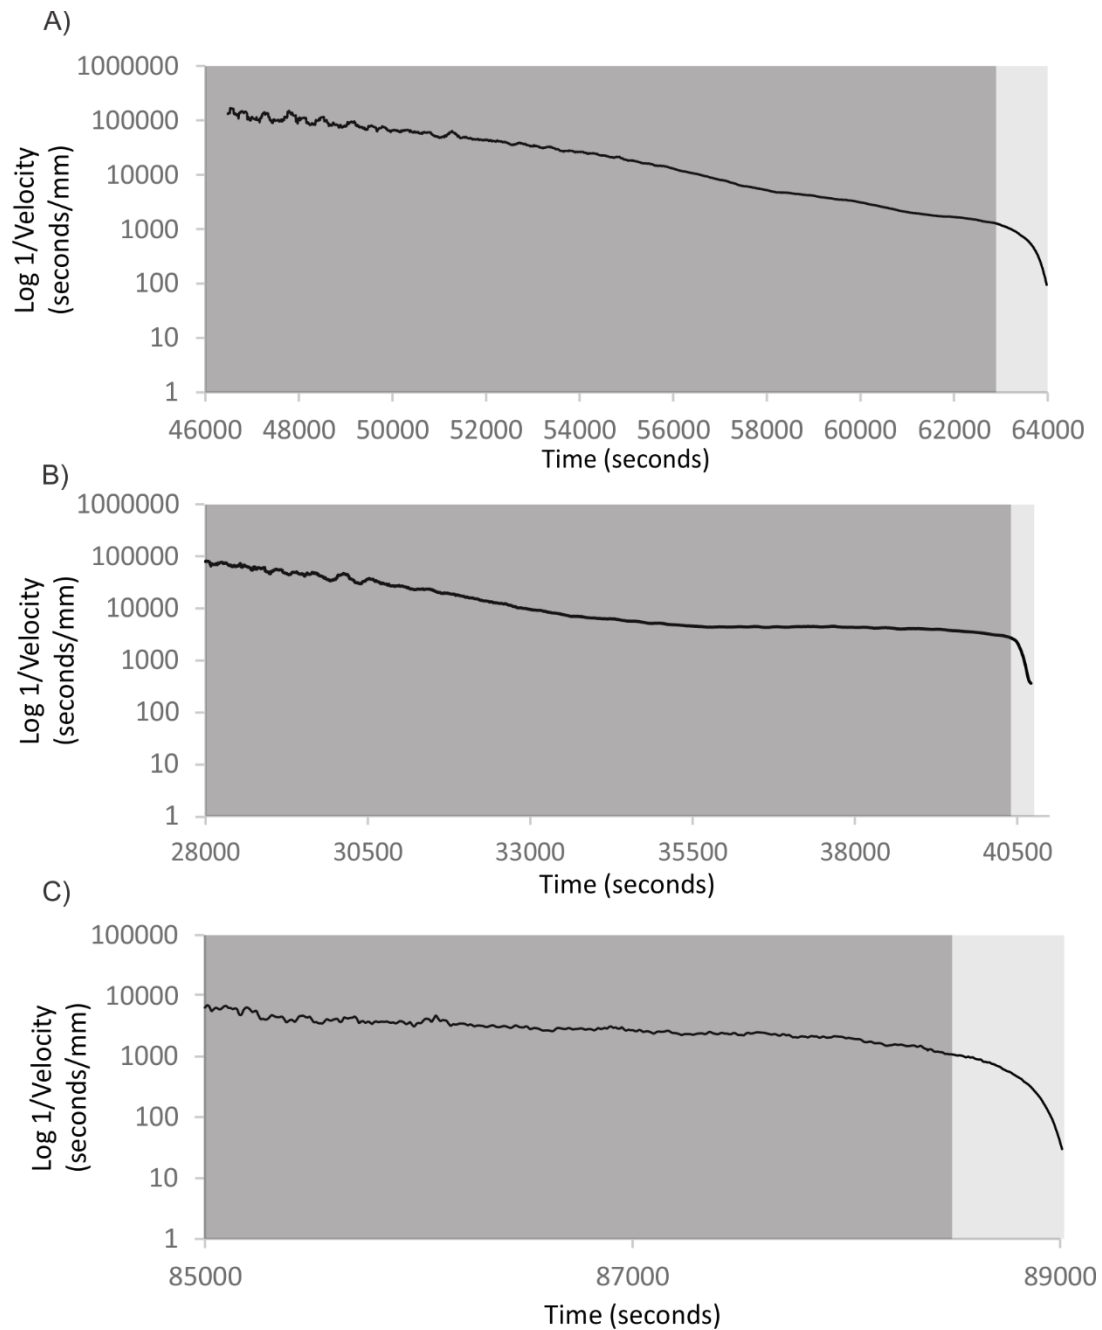 A)
Log 1/Velocity
(seconds/mm)
1000000
100000
10000
1000
100
10
1
46000 48000 50000 52000 54000 56000 58000 60000 62000 64000
Time (seconds)
B)
Log 1/Velocity
(seconds/mm)
1000000
100000
10000
1000
100
10
1
28000 30500 33000 35500 38000 40500
Time (seconds)
C)
Log 1/Velocity
(seconds/mm)
100000
10000
1000
100
10
1
85000 87000 89000
Time (seconds)